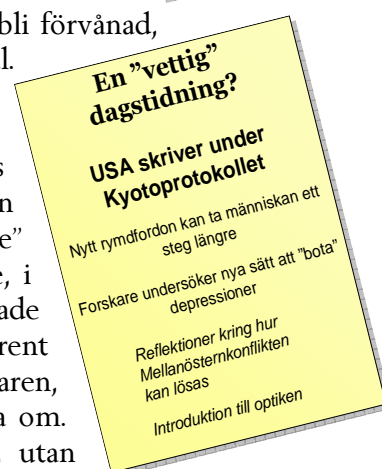 bli förvånad,
l.
s
n
e”
e, i
ade
rent
aren,
a om.
utan
En ”vettig”
dagstidning?
USA skriver under
Kyotoprotokollet
Nytt rymdfordon kan ta människan ett
steg längre
Forskare undersöker nya sätt att ”bota”
depressioner
Reflektioner kring hur
Mellanösternkonflikten
kan lösas
Introduktion till optiken